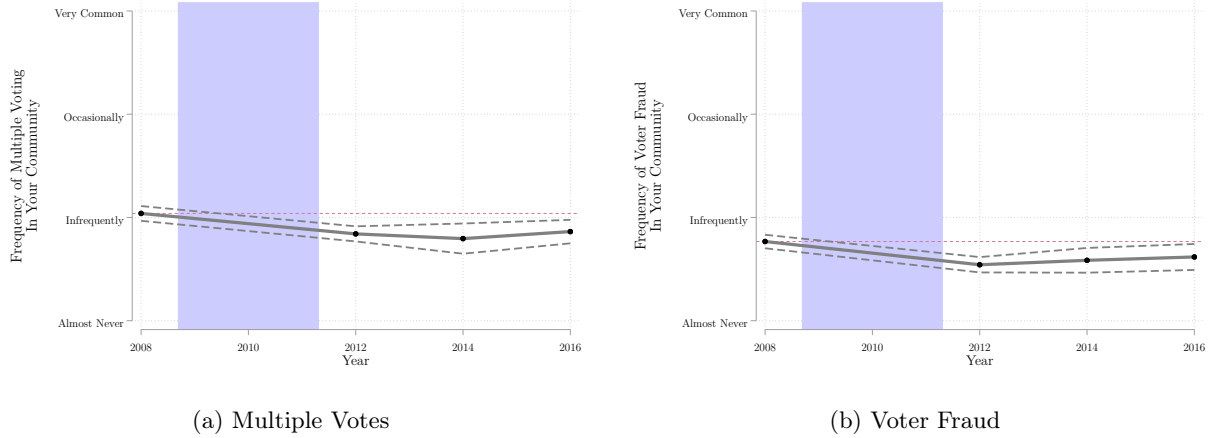 Frequency of Multiple Voting
In Your Community
Very Common
Occasionally
Infrequently
Almost Never
2008 2010 2012 2014 2016
Year
(a) Multiple Votes
Frequency of Voter Fraud
In Your Community
Very Common
Occasionally
Infrequently
Almost Never
2008 2010 2012 2014 2016
Year
(b) Voter Fraud